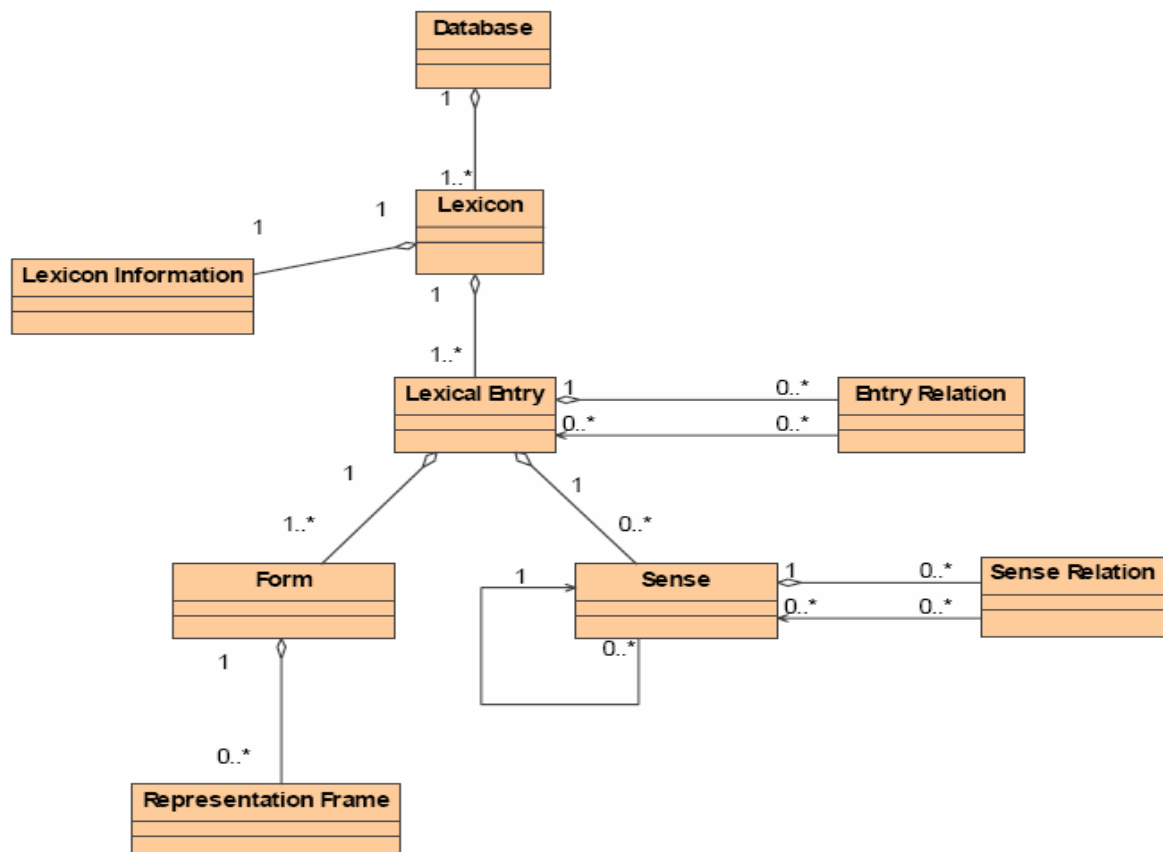 Database
1
1..*
Lexicon
1
1
Lexicon Information
1
1..*
Lexical Entry
1
0..*
Entry Relation
0..*
0..*
1
1
1..*
0..*
Form
Sense
1
1
0..*
Sense Relation
0..*
0..*
0..*
1
0..*
Representation Frame